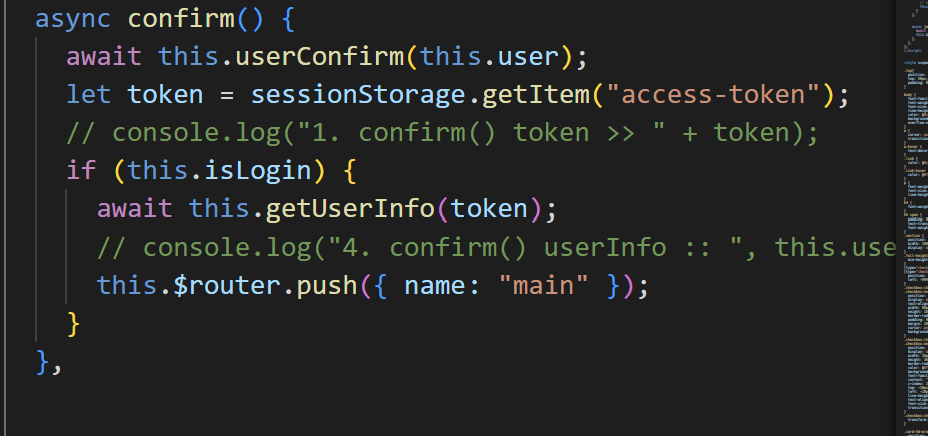 async confirm() {
await this.userConfirm(this.user);
let token = sessionStorage.getItem("access-token");
// console.log("1. confirm() token >> " + token);
if (this.isLogin) {
await this.getUserInfo(token);
// console.log("4. confirm() userInfo :: ", this.use
this.$router.push({ name: "main" });
}
},